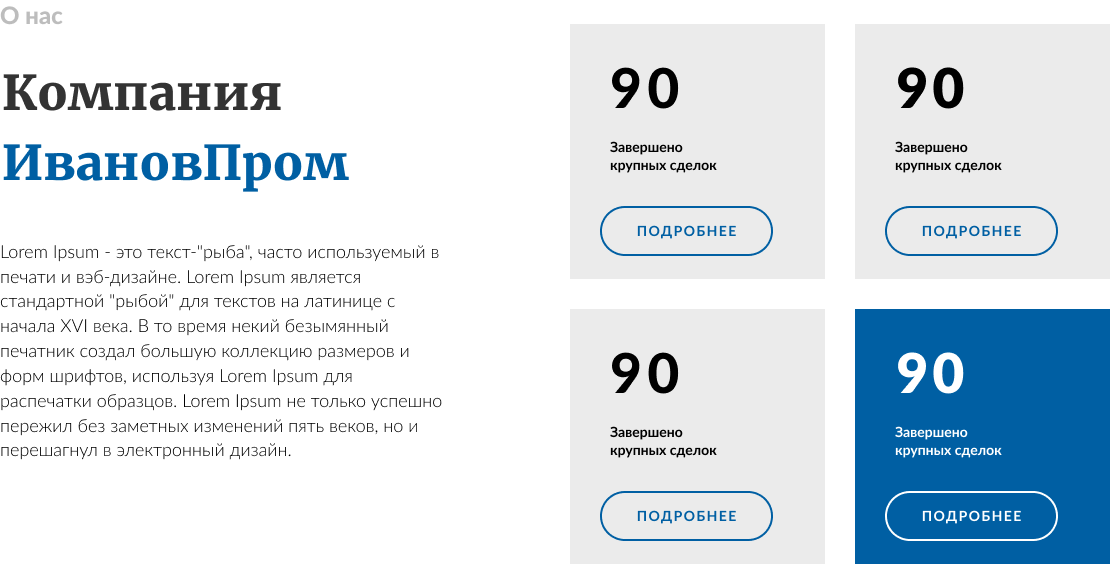 О нас
Компания
ИвановПром
Lorem Ipsum - это текст-"рыба", часто используемый в
печати и вэб-дизайне. Lorem Ipsum является
стандартной "рыбой" для текстов на латинице с
начала XVI века. В то время некий безымянный
печатник создал большую коллекцию размеров и
форм шрифтов, используя Lorem Ipsum для
распечатки образцов. Lorem Ipsum не только успешно
пережил без заметных изменений пять веков, но и
перешагнул в электронный дизайн.
90
Завершено
крупных сделок
ПОДРОБНЕЕ
90
Завершено
крупных сделок
ПОДРОБНЕЕ
90
Завершено
крупных сделок
ПОДРОБНЕЕ
90
Завершено
крупных сделок
ПОДРОБНЕЕ